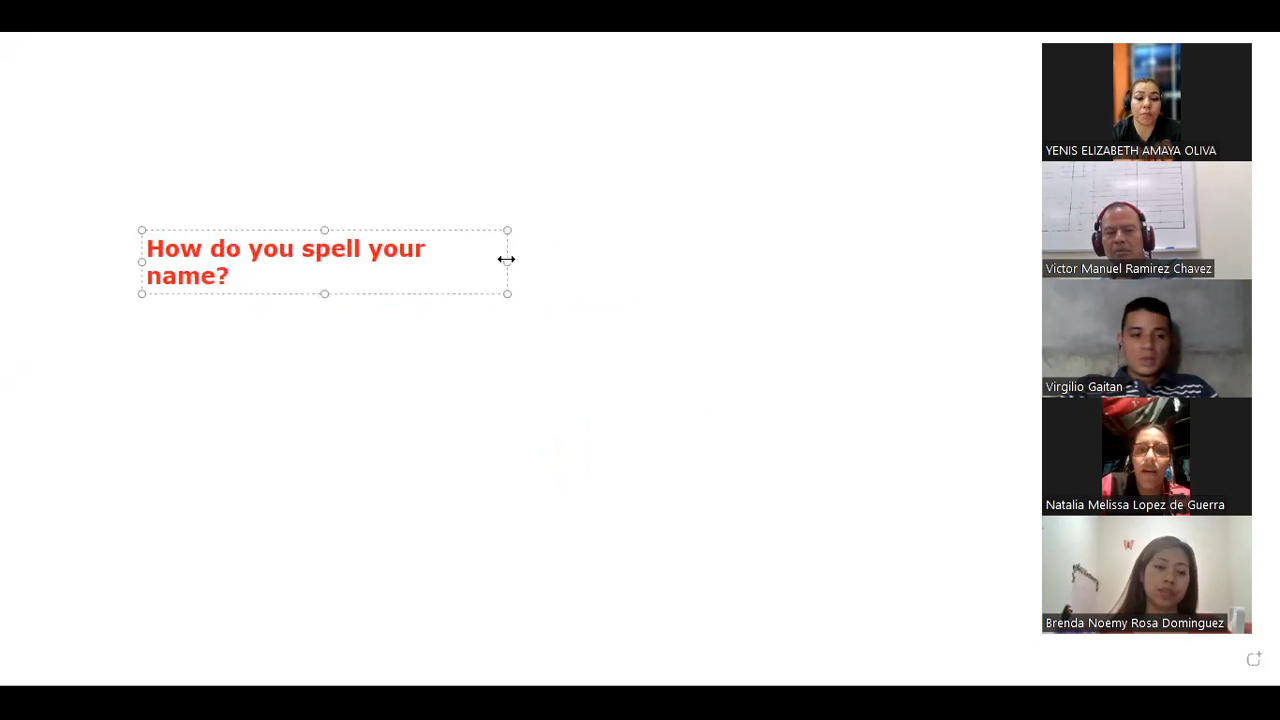 How do you spell your
name?
YENIS ELIZABETH AMAYA OLIVA
Victor Manuel Ramirez Chavez
Virgilio Gaitan
Natalia Melissa Lopez de Guerra
Brenda Noemy Rosa Dominguez